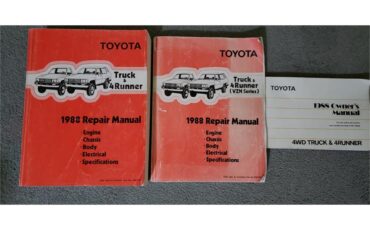 TOYOTA
Truck &
4Runner
1988 Repair Manual
· Engine
· Chassis
· Body
· Electrical
· Specifications
TOYOTA
Truck &
4Runner
(VZN Series)
1988 Repair Manual
· Engine
· Chassis
· Body
· Electrical
· Specifications
TOYOTA
1988 Owner's
Manual
4WD TRUCK & 4RUNNER